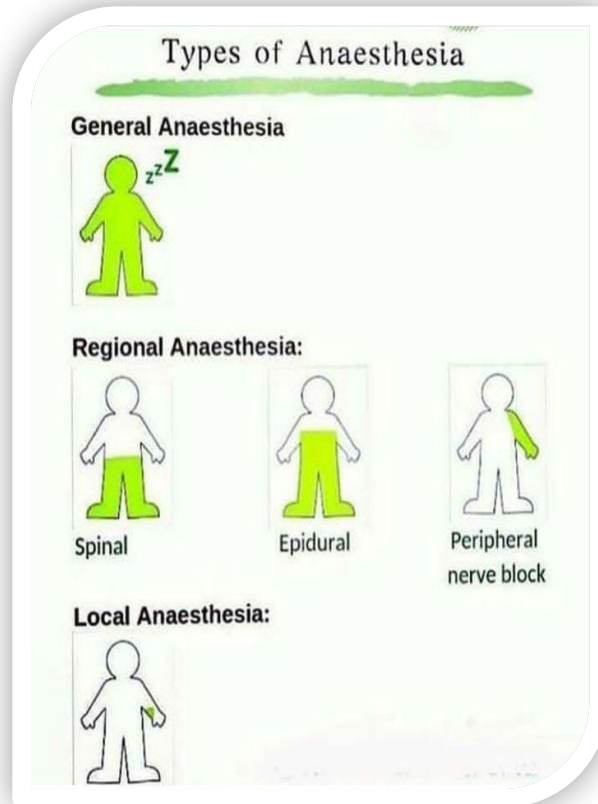 Types of Anaesthesia
General Anaesthesia
zzZ
Regional Anaesthesia:
Spinal Epidural Peripheral
nerve block
Local Anaesthesia: